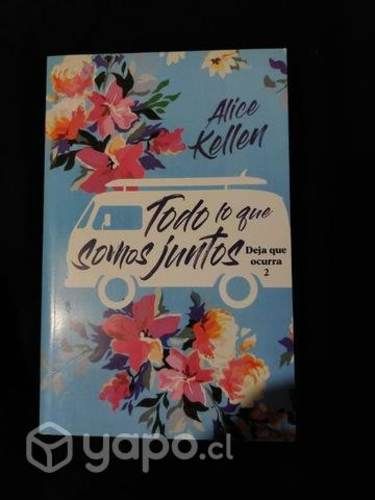 Alice
Kellen
Todo lo que
somos juntos
Deja que
ocurra
2
yapo.cl